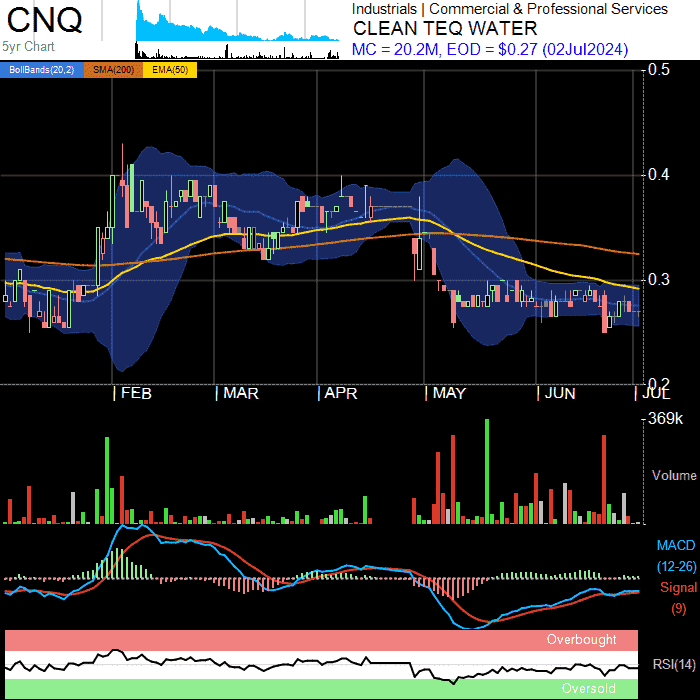 CNQ
5yr Chart
Industrials | Commercial & Professional Services
CLEAN TEQ WATER
MC = 20.2M, EOD = $0.27 (02Jul2024)
BollBands(20,2) SMA(200) EMA(50)
0.5
0.4
0.3
0.2
FEB MAR APR MAY JUN JUL
369k
Volume
MACD
(12-26)
Signal
(9)
Overbought
RSI(14)
Oversold